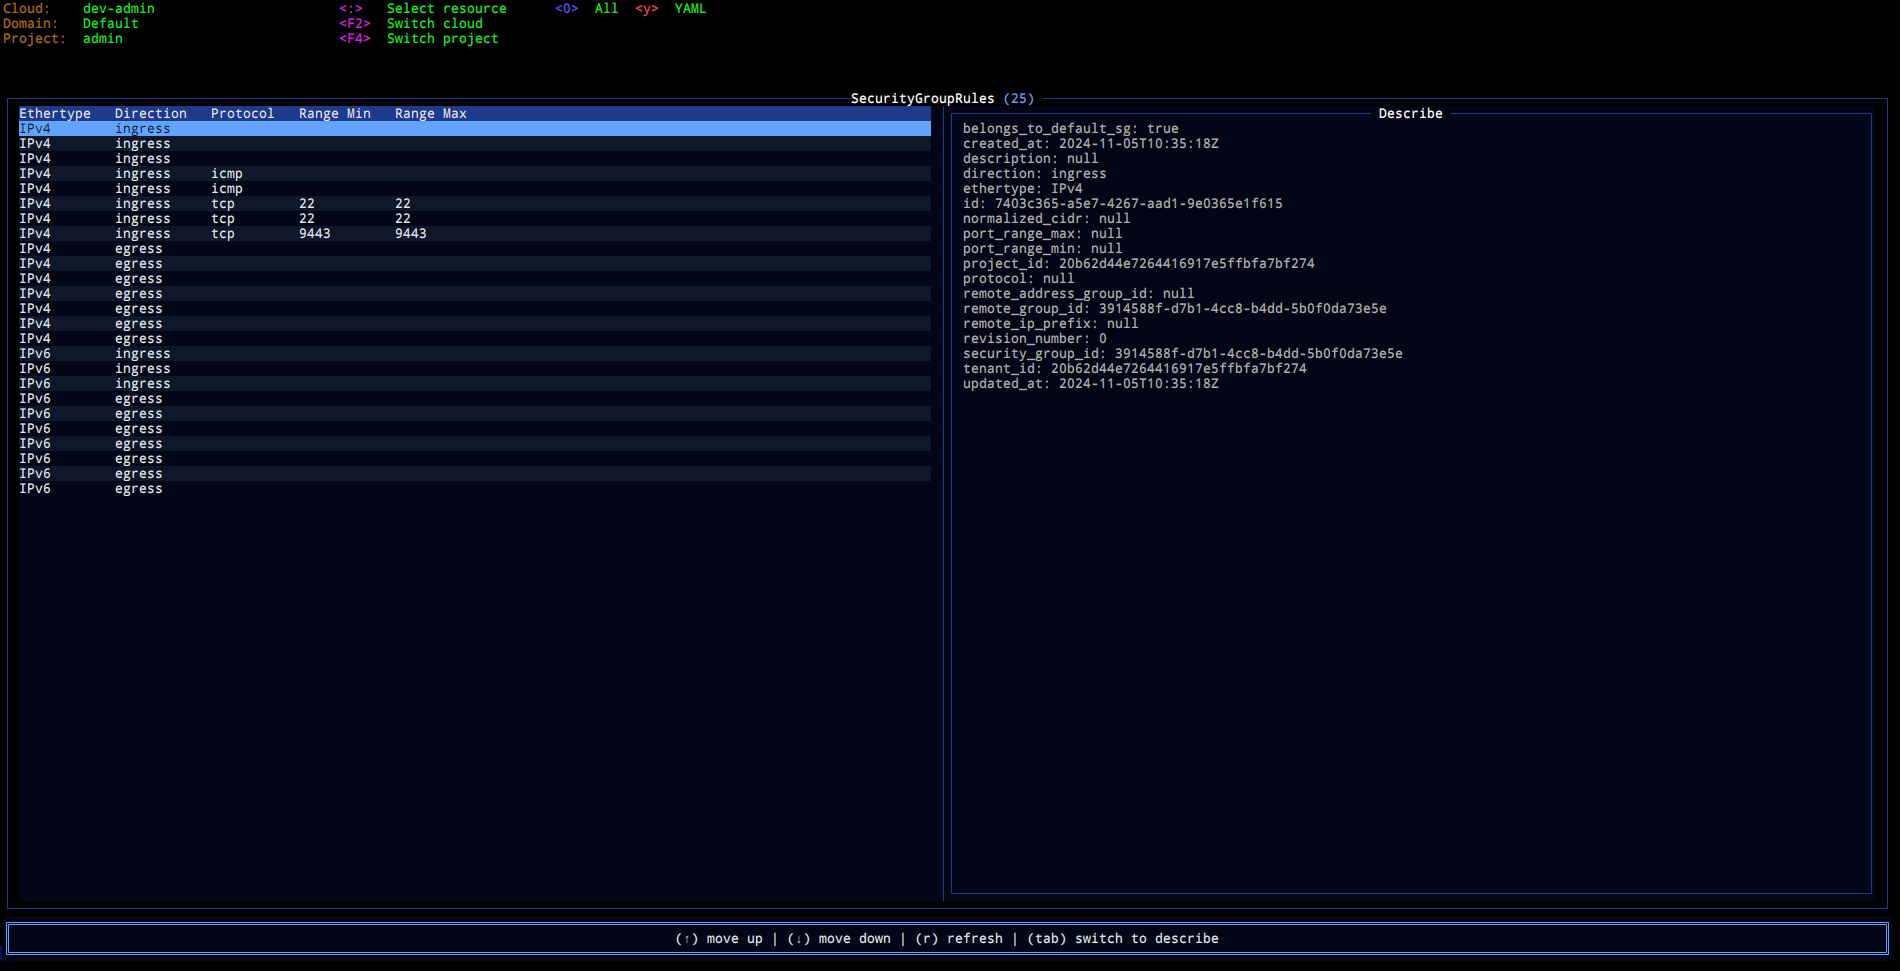 Cloud: dev-admin <:> Select resource <0> All <y> YAML
Domain: Default <F2> Switch cloud
Project: admin <F4> Switch project
SecurityGroupRules (25)
Ethertype Direction Protocol Range Min Range Max
IPv4 ingress
IPv4 ingress
IPv4 ingress
IPv4 ingress icmp
IPv4 ingress icmp
IPv4 ingress tcp 22 22
IPv4 ingress tcp 22 22
IPv4 ingress tcp 9443 9443
IPv4 egress
IPv4 egress
IPv4 egress
IPv4 egress
IPv4 egress
IPv4 egress
IPv4 egress
IPv6 ingress
IPv6 ingress
IPv6 ingress
IPv6 egress
IPv6 egress
IPv6 egress
IPv6 egress
IPv6 egress
IPv6 egress
IPv6 egress
Describe
belongs_to_default_sg: true
created_at: 2024-11-05T10:35:18Z
description: null
direction: ingress
ethertype: IPv4
id: 7403c365-a5e7-4267-aad1-9e0365e1f615
normalized_cidr: null
port_range_max: null
port_range_min: null
project_id: 20b62d44e7264416917e5ffbfa7bf274
protocol: null
remote_address_group_id: null
remote_group_id: 3914588f-d7b1-4cc8-b4dd-5b0f0da73e5e
remote_ip_prefix: null
revision_number: 0
security_group_id: 3914588f-d7b1-4cc8-b4dd-5b0f0da73e5e
tenant_id: 20b62d44e7264416917e5ffbfa7bf274
updated_at: 2024-11-05T10:35:18Z
(↑) move up | (↓) move down | (r) refresh | (tab) switch to describe